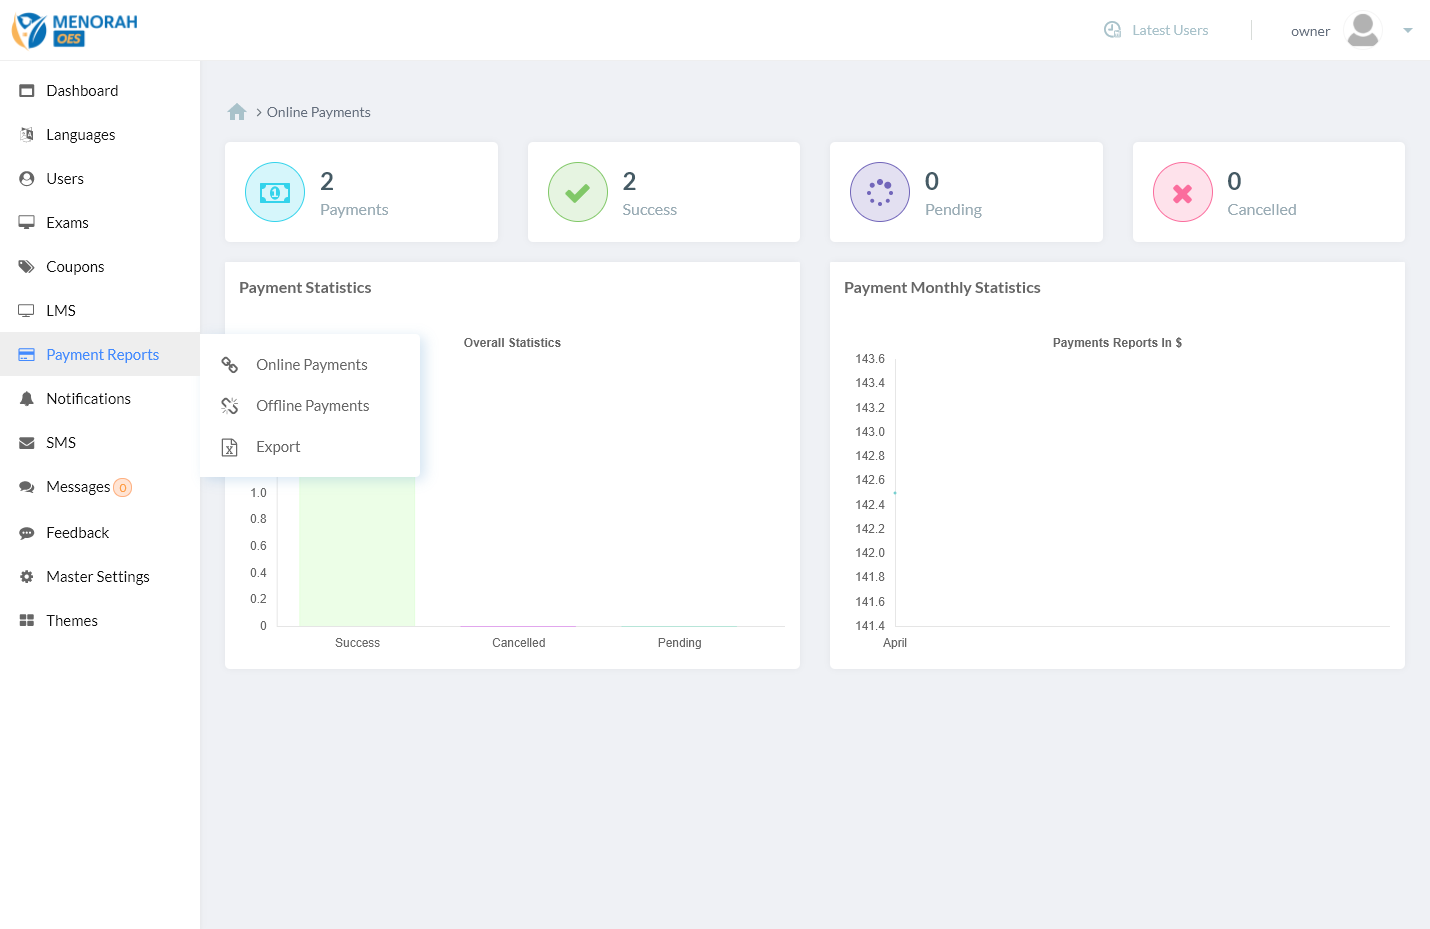 MENORAH
OES
Latest Users
owner
Dashboard
Languages
Users
Exams
Coupons
LMS
Payment Reports
Notifications
SMS
Messages 0
Feedback
Master Settings
Themes
Online Payments
Offline Payments
Export
> Online Payments
2
Payments
2
Success
0
Pending
0
Cancelled
Payment Statistics
Overall Statistics
1.0
0.8
0.6
0.4
0.2
0
Success Cancelled Pending
Payment Monthly Statistics
Payments Reports In $
143.6
143.4
143.2
143.0
142.8
142.6
142.4
142.2
142.0
141.8
141.6
141.4
April